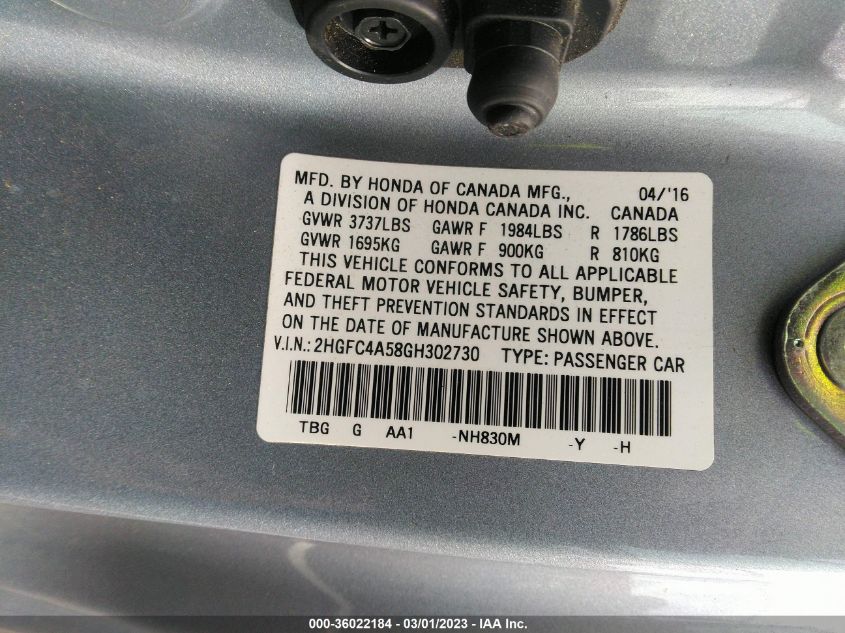 MFD. BY HONDA OF CANADA MFG., 04/'16
A DIVISION OF HONDA CANADA INC. CANADA
GVWR 3737LBS GAWR F 1984LBS R 1786LBS
GVWR 1695KG GAWR F 900KG R 810KG
THIS VEHICLE CONFORMS TO ALL APPLICABLE
FEDERAL MOTOR VEHICLE SAFETY, BUMPER,
AND THEFT PREVENTION STANDARDS IN EFFECT
ON THE DATE OF MANUFACTURE SHOWN ABOVE.
V.I.N.: 2HGFC4A58GH302730 TYPE: PASSENGER CAR
TBG G AA1 -NH830M -Y -H
000-36022184 - 03/01/2023 - IAA Inc.